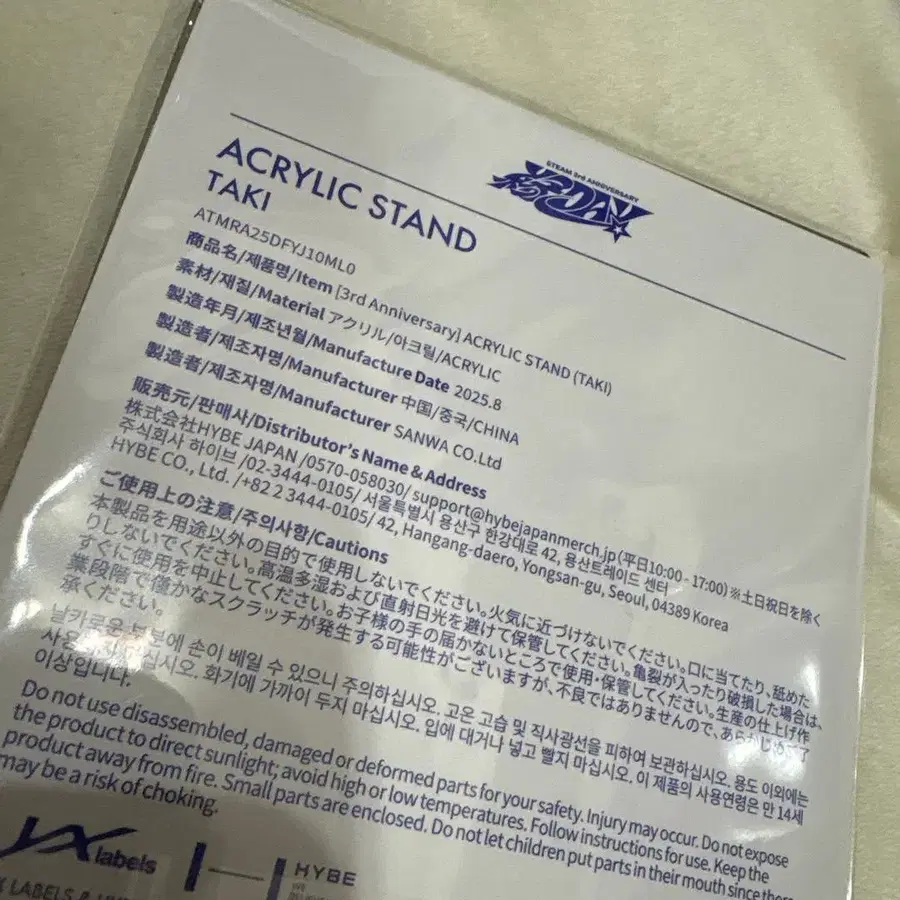 &TEAM 3rd ANNIVERSARY
ACRYLIC STAND
TAKI
ATMRA25DFYJ10ML0
商品名/제품명/Item [3rd Anniversary] ACRYLIC STAND (TAKI)
素材/재질/Material アクリル/아크릴/ACRYLIC
製造年月/제조년월/Manufacture Date 2025.8
製造者/제조자명/Manufacturer 中国/중국/CHINA
製造者/제조자명/Manufacturer SANWA CO.Ltd
販売元/판매사/Distributor's Name & Address
株式会社HYBE JAPAN /0570-058030/ support@hybejapanmerch.jp(平日10:00 - 17:00)※土日祝日を除く
주식회사 하이브 /02-3444-0105/ 서울특별시 용산구 한강대로 42, 용산트레이드 센터
HYBE CO., Ltd. /+82 2 3444-0105/ 42, Hangang-daero, Yongsan-gu, Seoul, 04389 Korea
ご使用上の注意/주의사항/Cautions
本製品を用途以外の目的で使用しないでください。火気に近づけないでください。口に当てたり、舐めた
りしないでください。高温多湿および直射日光を避けて保管してください。亀裂が入ったり破損した場合は、
すぐに使用を中止してください。お子様の手の届かないところで使用・保管してください。生産の仕上げ作
業段階で僅かなスクラッチが発生する可能性がございますが、不良ではありませんので、あらかじめご了
承ください。
날카로운 부분에 손이 베일 수 있으니 주의하십시오. 고온 고습 및 직사광선을 피하여 보관하십시오. 용도 이외에는
사용 마십시오. 화기에 가까이 두지 마십시오. 입에 대거나 넣고 빨지 마십시오. 이 제품의 사용연령은 만 14세
이상입니다.
Do not use disassembled, damaged or deformed parts for your safety. Injury may occur. Do not expose
the product to direct sunlight; avoid high or low temperatures. Follow instructions for use. Keep the
product away from fire. Small parts are enclosed. Do not let children put parts in their mouth since there
may be a risk of choking.
YX labels
HYBE